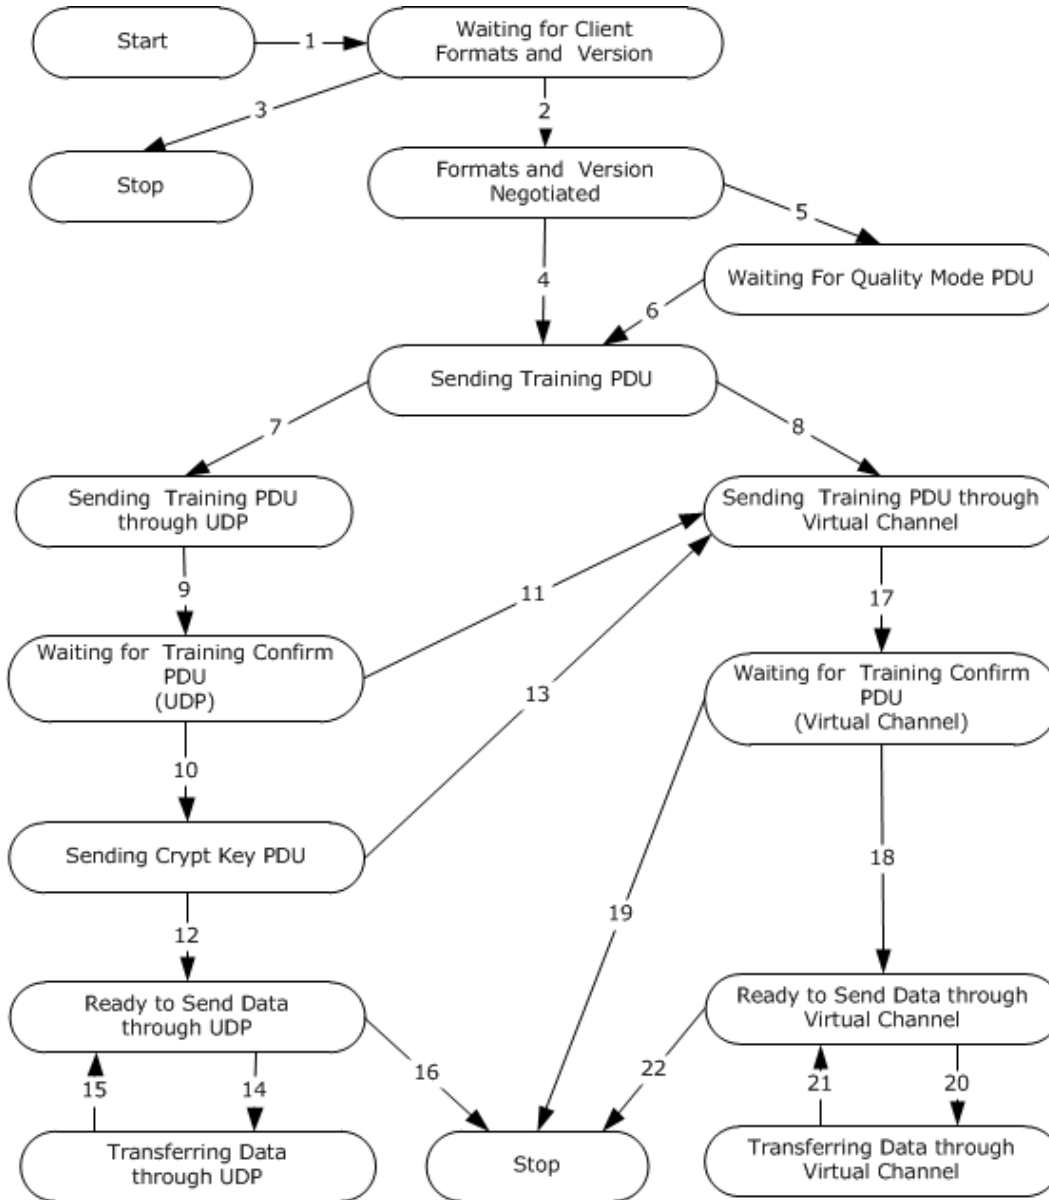 Start
1
Waiting for Client
Formats and Version
3
2
Stop
Formats and Version
Negotiated
5
4
Waiting For Quality Mode PDU
6
Sending Training PDU
7
8
Sending Training PDU
through UDP
Sending Training PDU through
Virtual Channel
9
11
17
Waiting for Training Confirm
PDU
(UDP)
Waiting for Training Confirm
PDU
(Virtual Channel)
13
10
Sending Crypt Key PDU
18
19
12
Ready to Send Data
through UDP
Ready to Send Data through
Virtual Channel
15
14
16
22
21
20
Transferring Data
through UDP
Stop
Transferring Data through
Virtual Channel